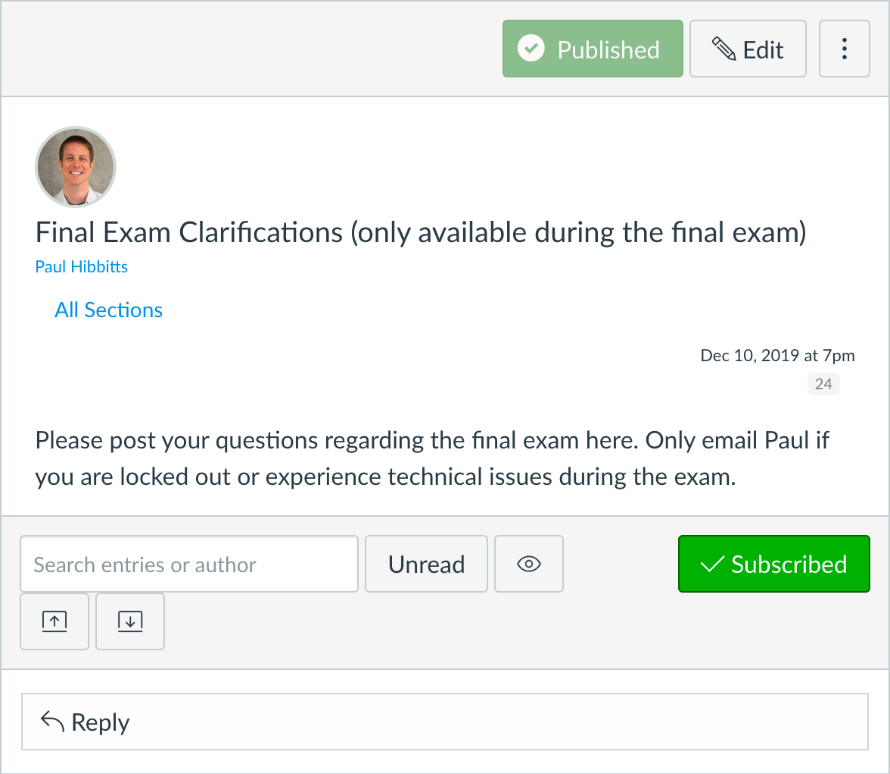 Published
Edit
Final Exam Clarifications (only available during the final exam)
Paul Hibbitts
All Sections
Dec 10, 2019 at 7pm
24
Please post your questions regarding the final exam here. Only email Paul if
you are locked out or experience technical issues during the exam.
Search entries or author
Unread
Subscribed
Reply